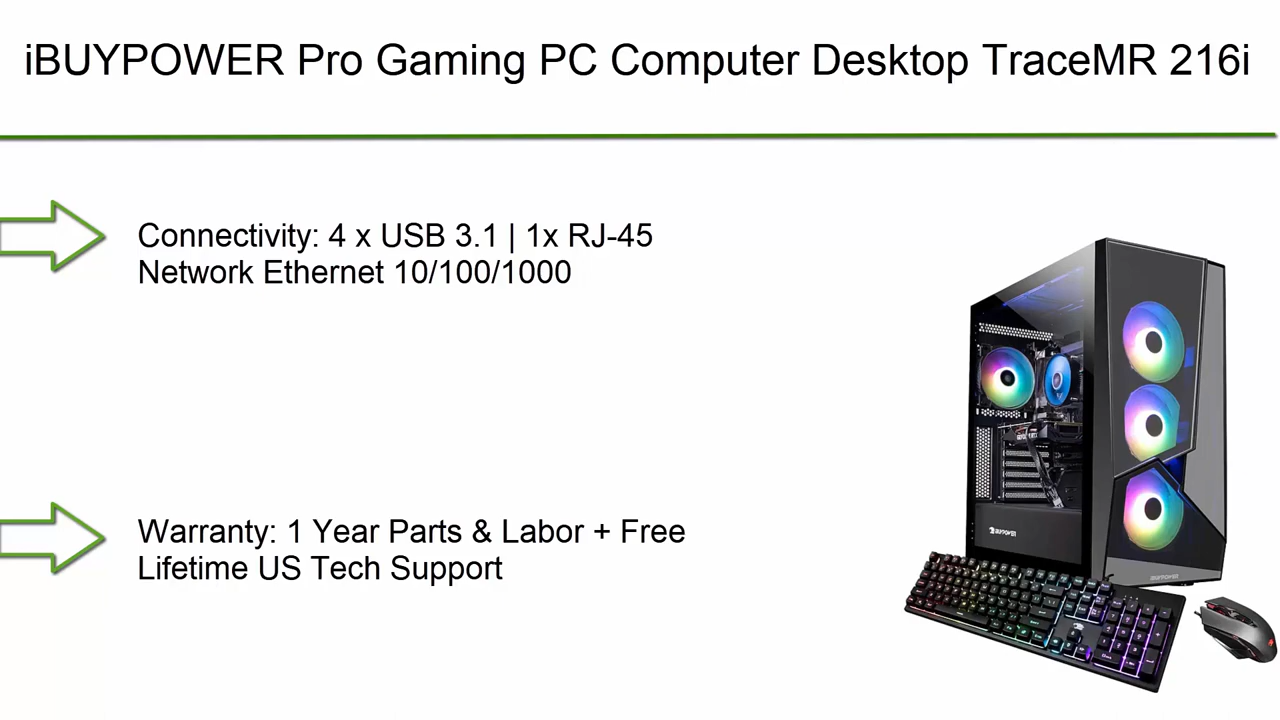 iBUYPOWER Pro Gaming PC Computer Desktop TraceMR 216i
Connectivity: 4 x USB 3.1 | 1x RJ-45
Network Ethernet 10/100/1000
Warranty: 1 Year Parts & Labor + Free
Lifetime US Tech Support